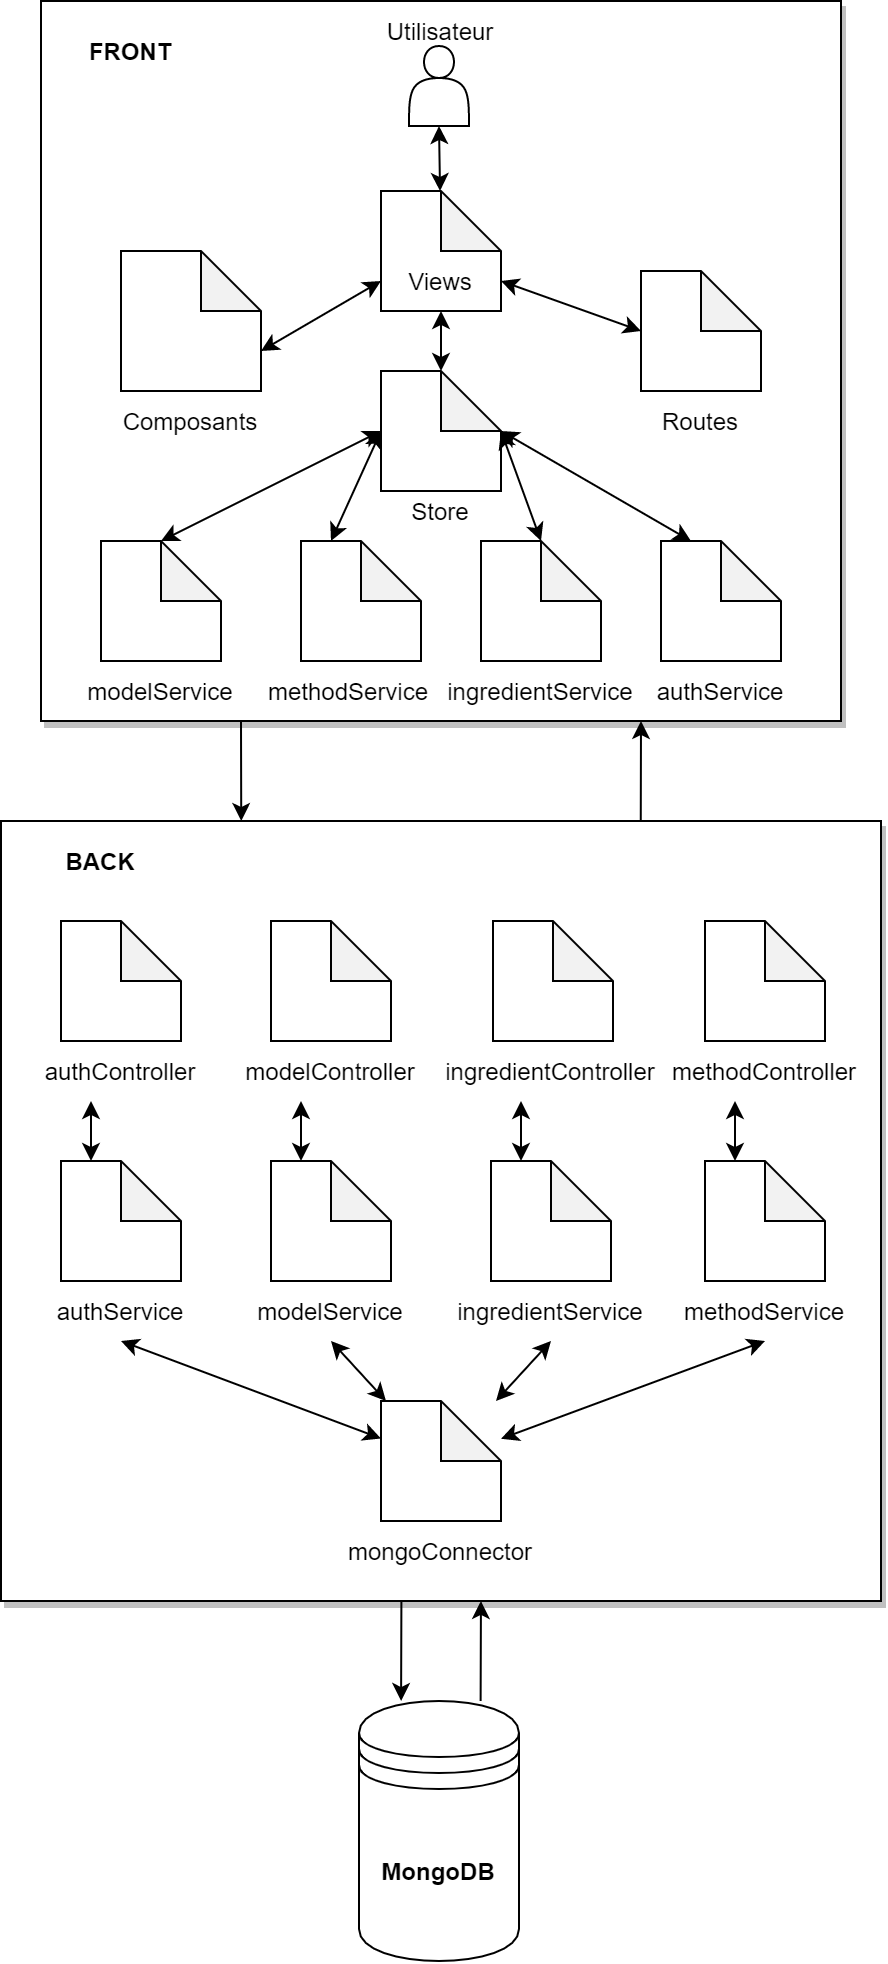 Utilisateur
FRONT
Views
Composants
Routes
Store
modelService
methodService
ingredientService
authService
BACK
authController
modelController
ingredientController
methodController
authService
modelService
ingredientService
methodService
mongoConnector
MongoDB